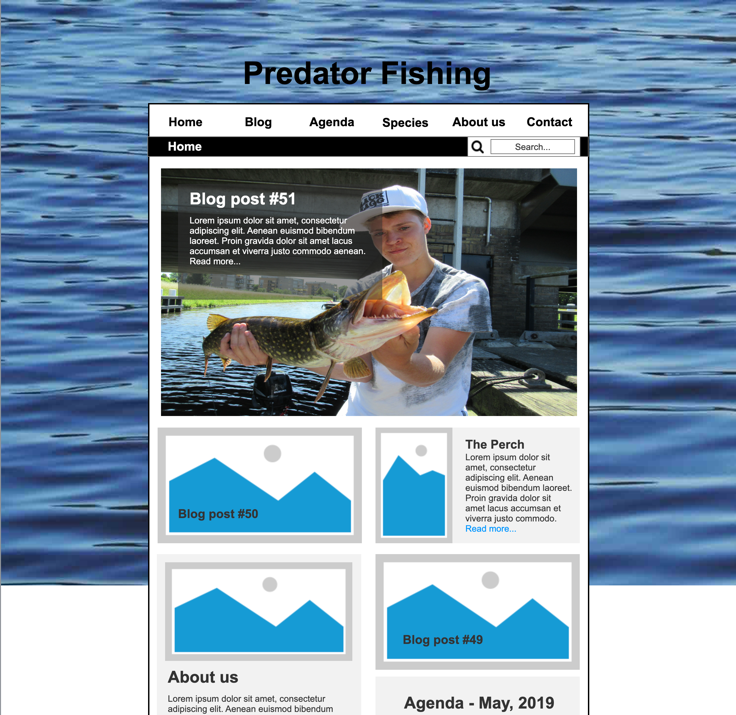 Predator Fishing
Home Blog Agenda Species About us Contact
Home
Search...
Blog post #51
Lorem ipsum dolor sit amet, consectetur
adipiscing elit. Aenean euismod bibendum
laoreet. Proin gravida dolor sit amet lacus
accumsan et viverra justo commodo aenean.
Read more...
Blog post #50
The Perch
Lorem ipsum dolor sit
amet, consectetur
adipiscing elit. Aenean
euismod bibendum laoreet.
Proin gravida dolor sit
amet lacus accumsan et
viverra justo commodo.
Read more...
Blog post #49
About us
Lorem ipsum dolor sit amet, consectetur
adipiscing elit. Aenean euismod bibendum
Agenda - May, 2019